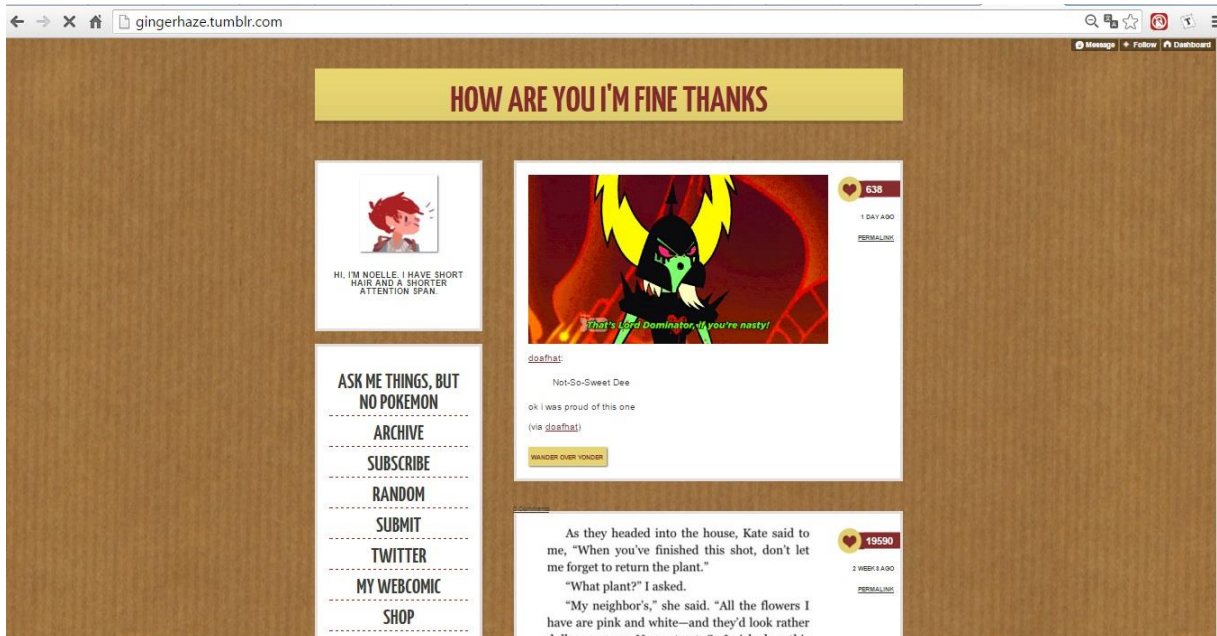 gingerhaze.tumblr.com
Message + Follow Dashboard
HOW ARE YOU I'M FINE THANKS
HI, I'M NOELLE. I HAVE SHORT
HAIR AND A SHORTER
ATTENTION SPAN.
ASK ME THINGS, BUT
NO POKEMON
ARCHIVE
SUBSCRIBE
RANDOM
SUBMIT
TWITTER
MY WEBCOMIC
SHOP
That's Lord Dominator, if you're nasty!
638
1 DAY AGO
PERMALINK
doafhat:
Not-So-Sweet Dee
ok i was proud of this one
(via doafhat)
WANDER OVER YONDER
Comments
As they headed into the house, Kate said to
me, “When you've finished this shot, don't let
me forget to return the plant.”
“What plant?” I asked.
“My neighbor's,” she said. “All the flowers I
have are pink and white—and they'd look rather
19590
2 WEEKS AGO
PERMALINK